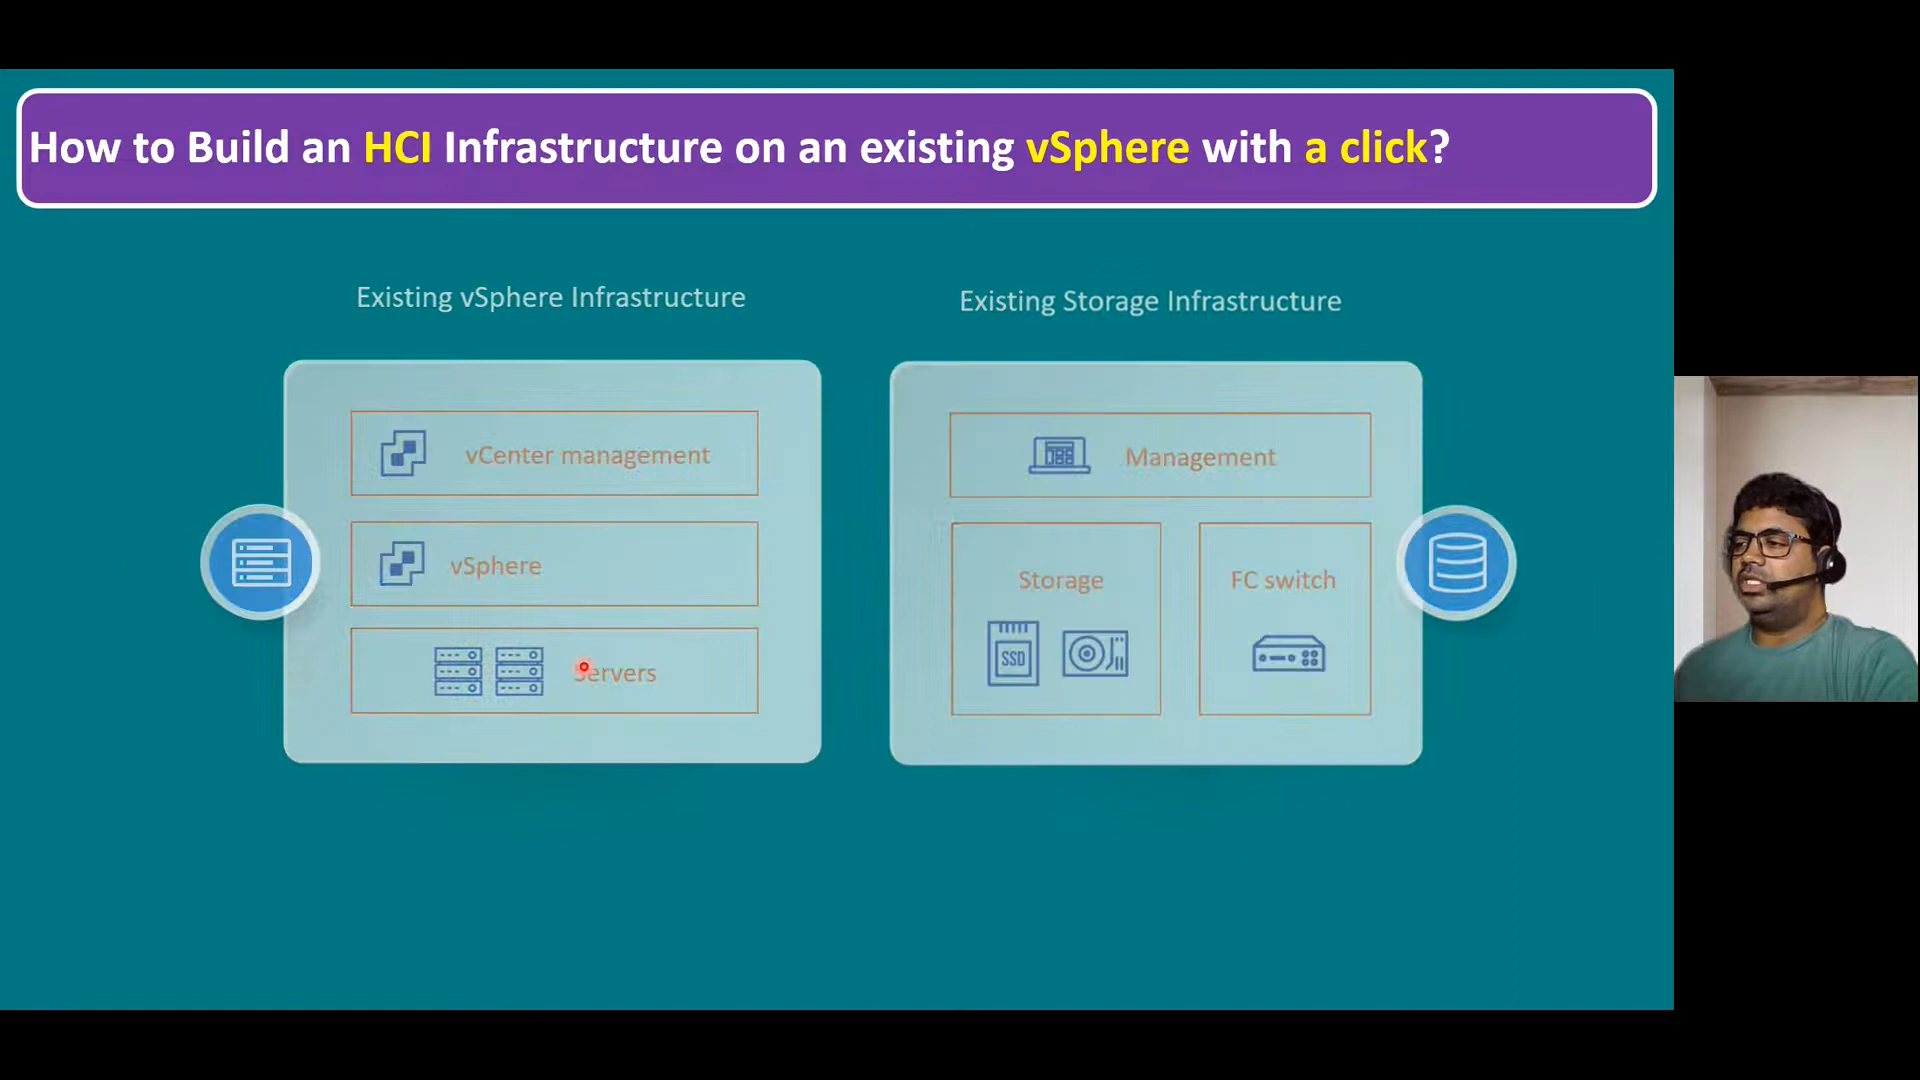 How to Build an HCI Infrastructure on an existing vSphere with a click?
Existing vSphere Infrastructure
vCenter management
vSphere
Servers
Existing Storage Infrastructure
Management
Storage
SSD
FC switch